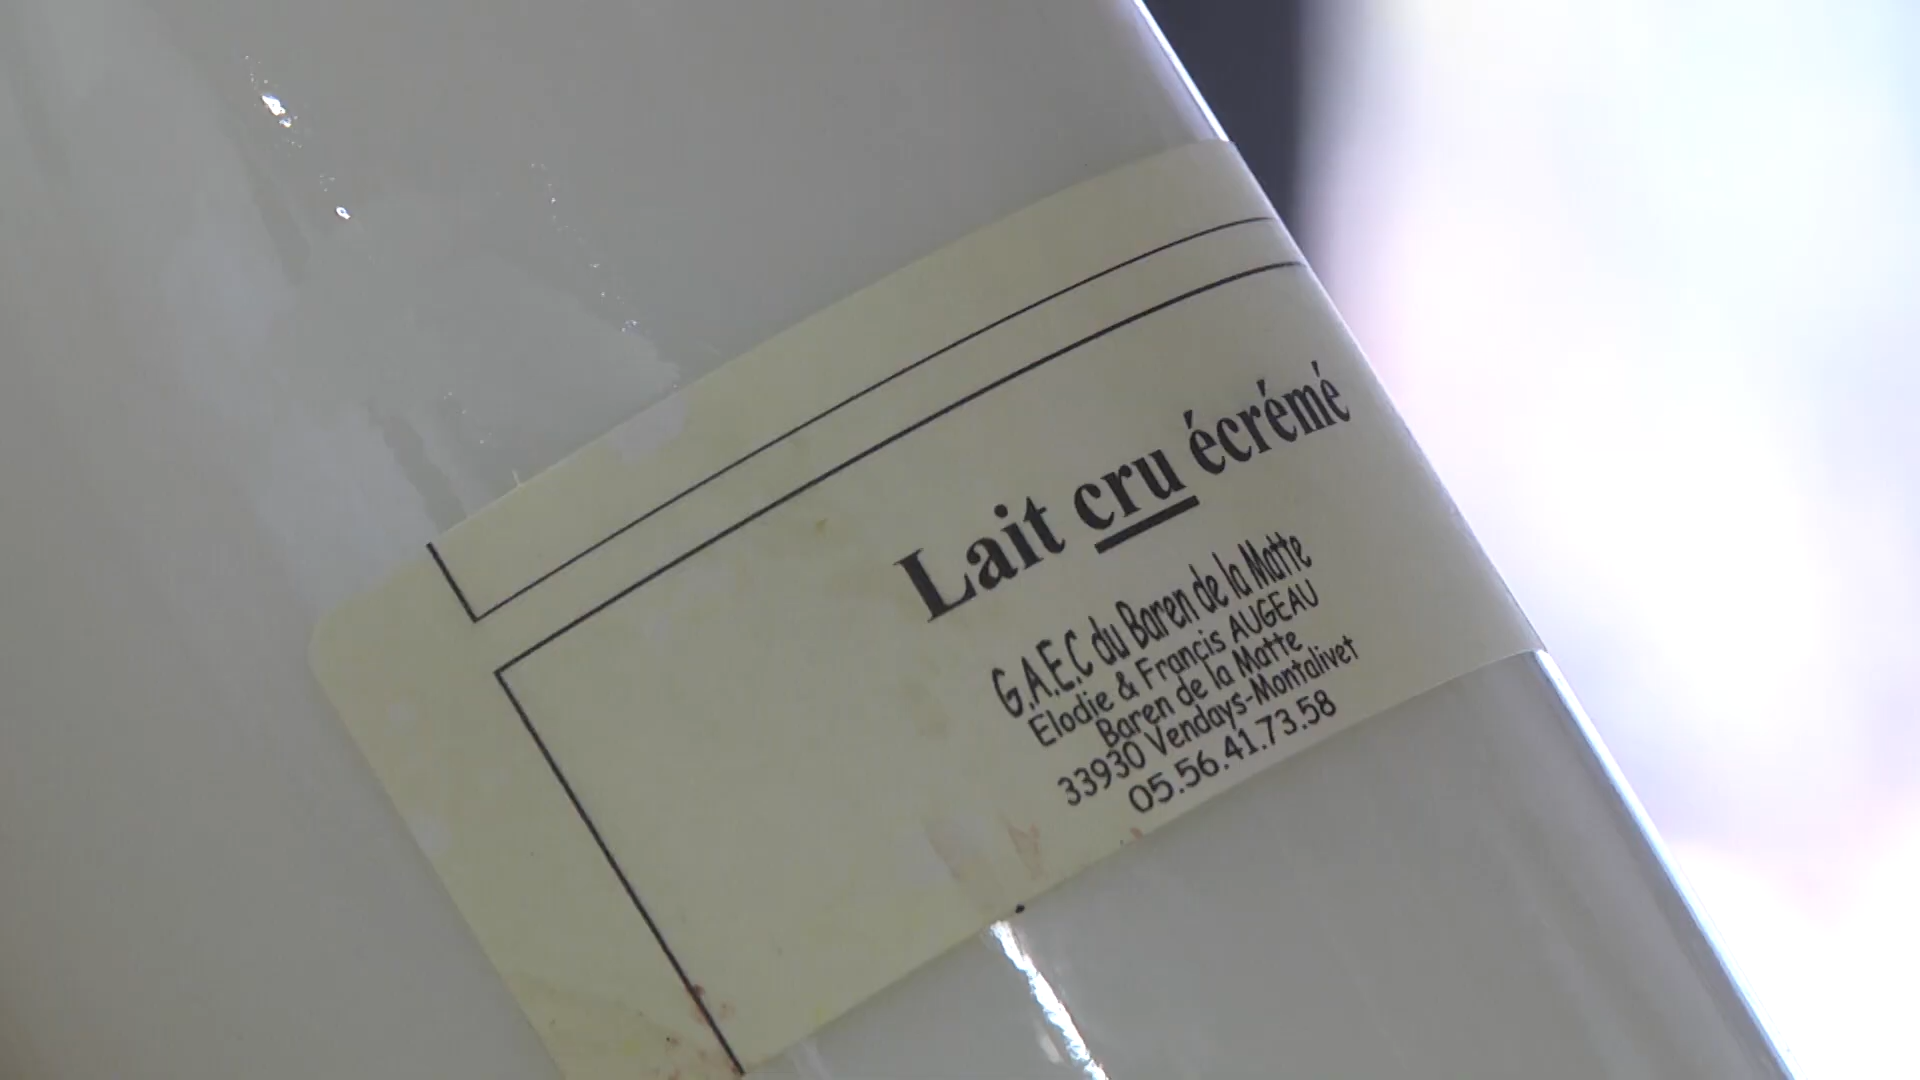 Lait cru écrémé
G.A.E.C du Baren de la Matte
Elodie & Francis AUGEAU
Baren de la Matte
33930 Vendays-Montalivet
05.56.41.73.58